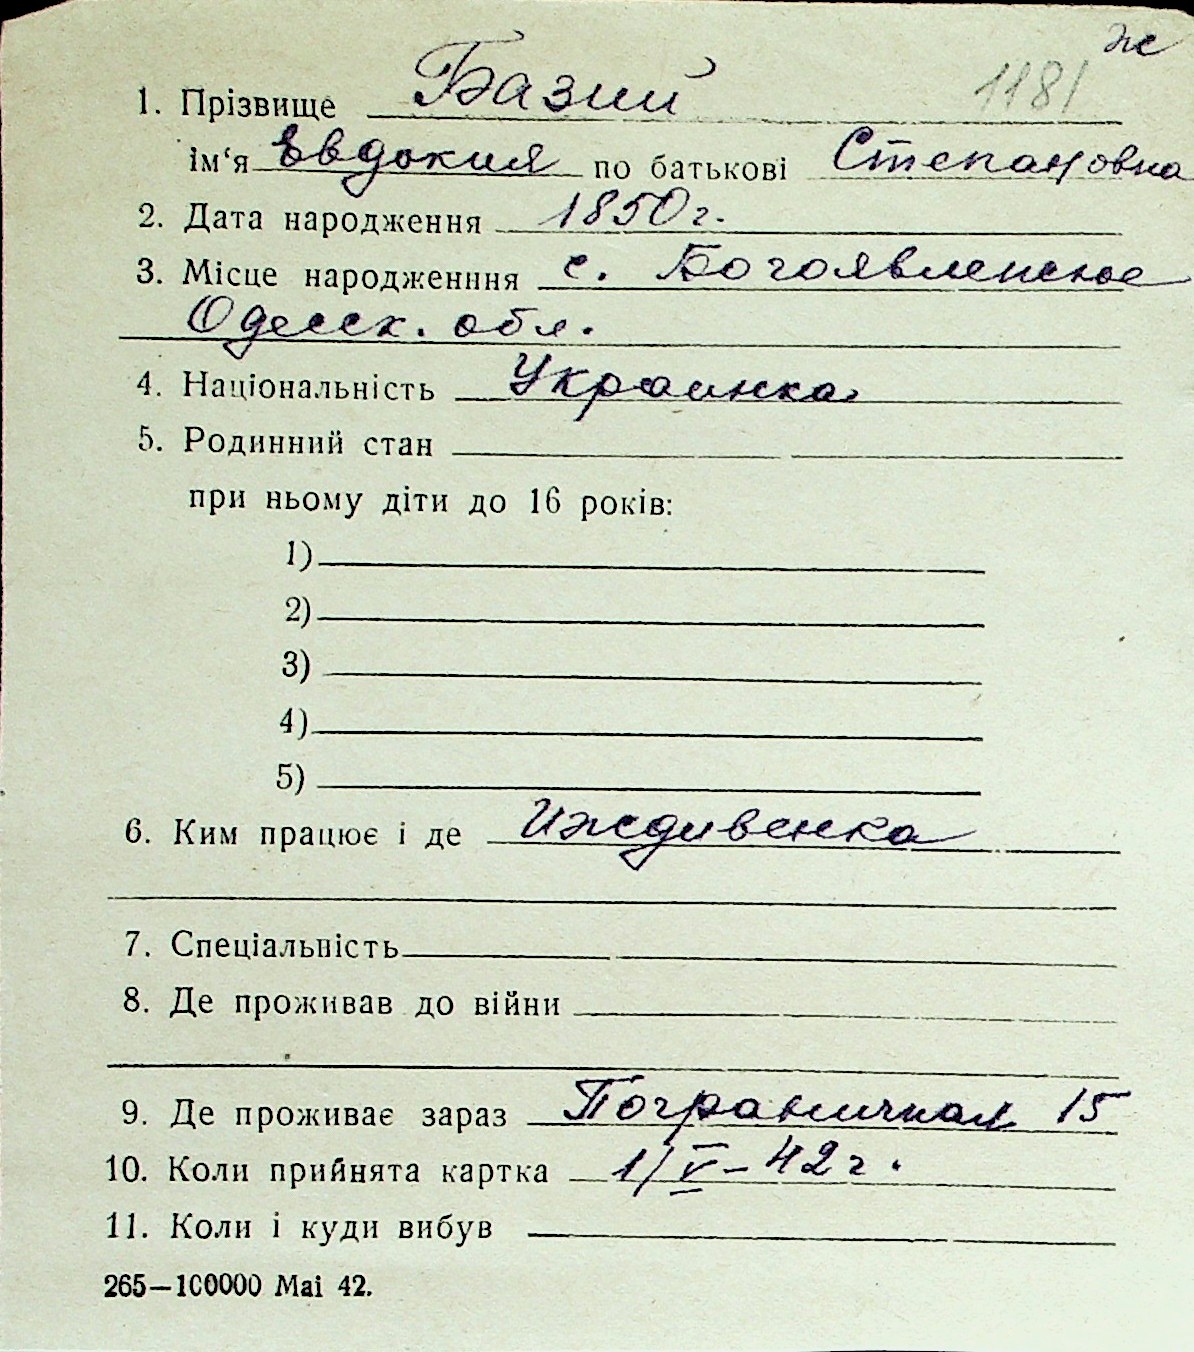 ж
1181
1. Прізвище Базий
ім‘я Евдокия по батькові Степановна
2. Дата народження 1850 г.
3. Місце народженння с. Богоявленское
Одесск. обл.
4. Національність Украинка
5. Родинний стан
при ньому діти до 16 років:
1)
2)
3)
4)
5)
6. Ким працює і де Иждивенка
7. Спеціальність
8. Де проживав до війни
9. Де проживає зараз Пограничная 15
10. Коли прийнята картка 1/V – 42 г.
11. Коли і куди вибув
265—100000 Mai 42.